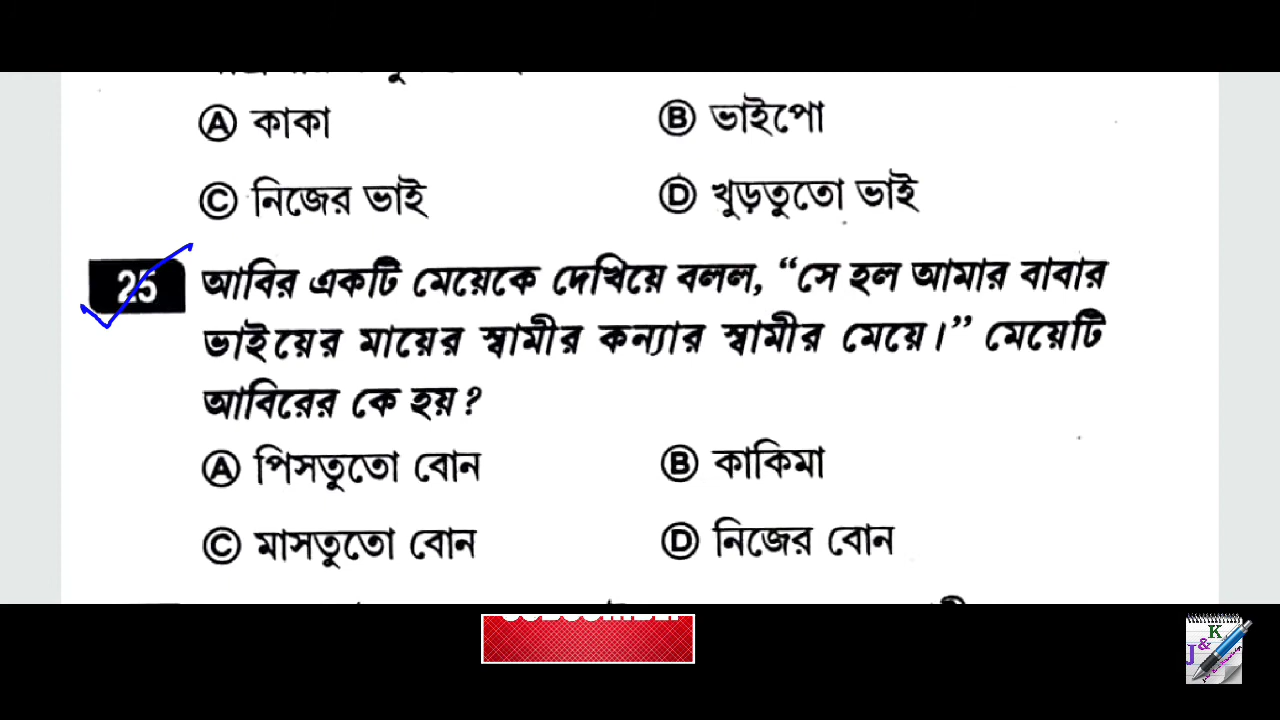 Ⓐ কাকা Ⓑ ভাইপো
Ⓒ নিজের ভাই Ⓓ খুড়তুতো ভাই
25 আবির একটি মেয়েকে দেখিয়ে বলল, “সে হল আমার বাবার
ভাইয়ের মায়ের স্বামীর কন্যার স্বামীর মেয়ে।” মেয়েটি
আবিরের কে হয়?
Ⓐ পিসতুতো বোন Ⓑ কাকিমা
Ⓒ মাসতুতো বোন Ⓓ নিজের বোন
J&K